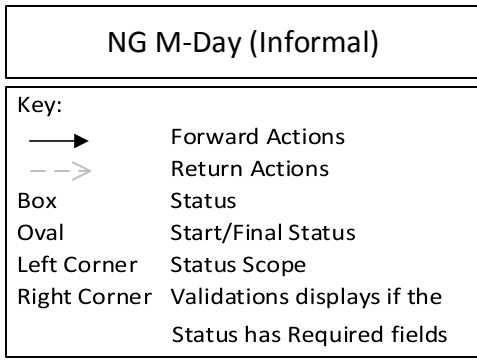 NG M-Day (Informal)
Key:
Forward Actions
Return Actions
Box Status
Oval Start/Final Status
Left Corner Status Scope
Right Corner Validations displays if the
Status has Required fields